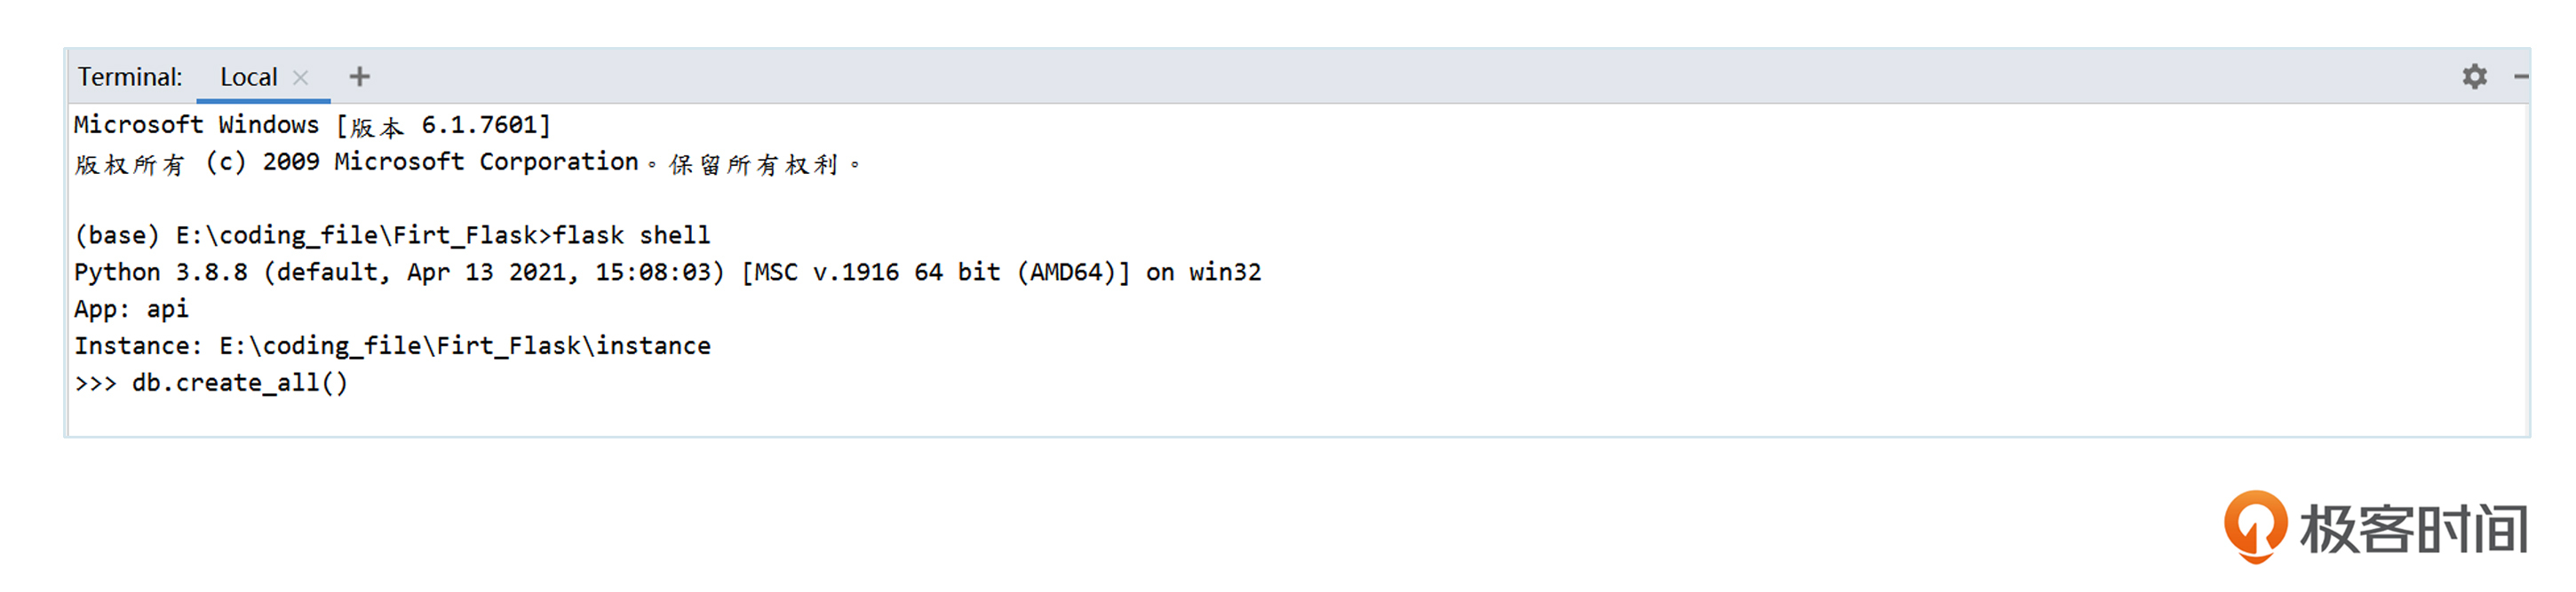 Terminal: Local × +
Microsoft Windows [版本 6.1.7601]
版权所有 (c) 2009 Microsoft Corporation。保留所有权利。
(base) E:\coding_file\Firt_Flask>flask shell
Python 3.8.8 (default, Apr 13 2021, 15:08:03) [MSC v.1916 64 bit (AMD64)] on win32
App: api
Instance: E:\coding_file\Firt_Flask\instance
>>> db.create_all()
极客时间